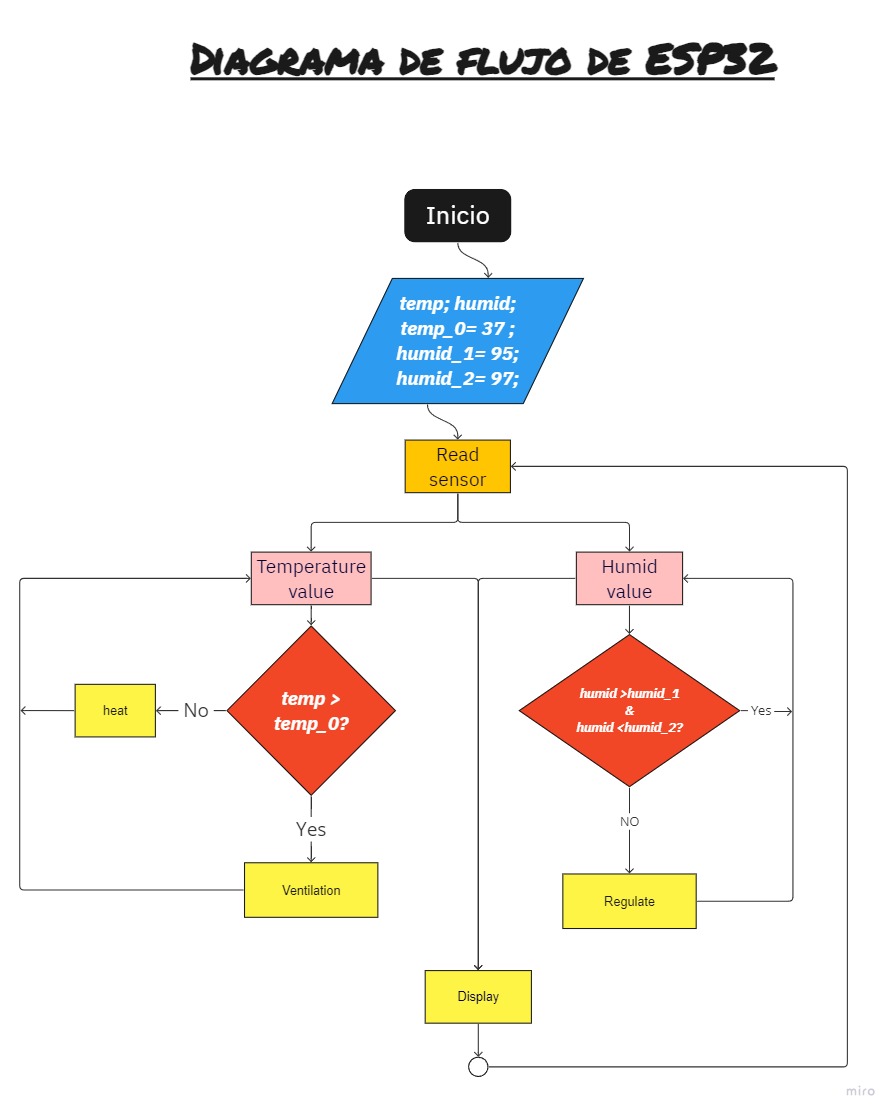 DIAGRAMA DE FLUJO DE ESP32
Inicio
temp; humid;
temp_0= 37 ;
humid_1= 95;
humid_2= 97;
Read
sensor
Temperature
value
Humid
value
temp >
temp_0?
No
heat
Yes
Ventilation
humid >humid_1
&
humid <humid_2?
Yes
NO
Regulate
Display
miro